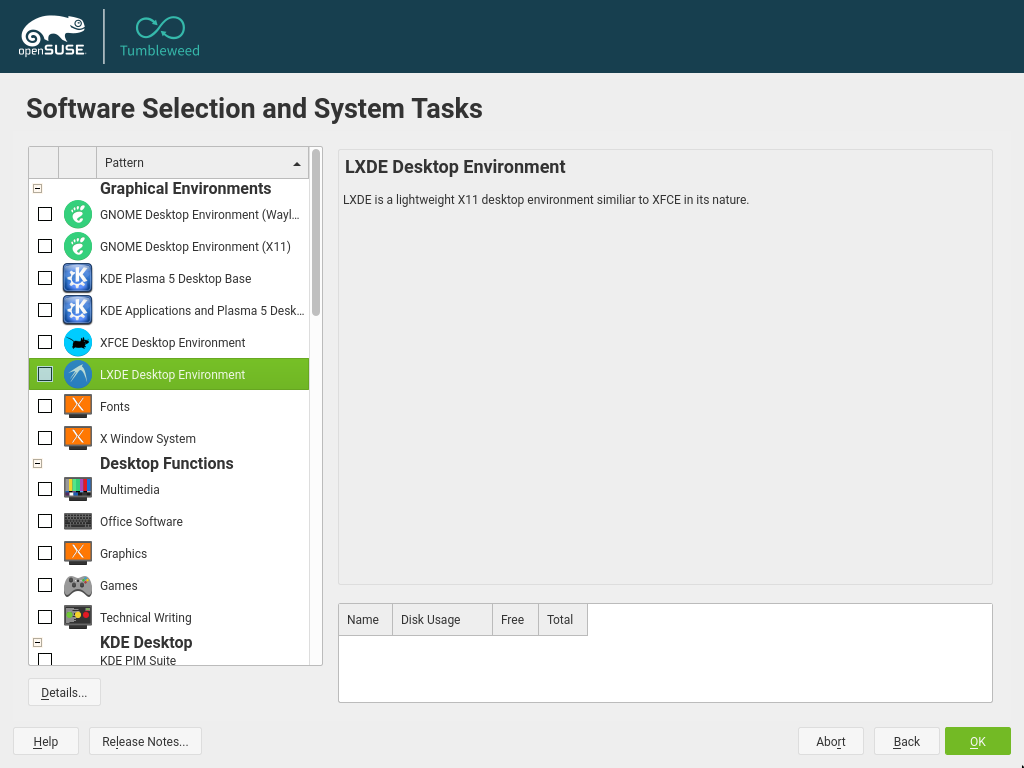 openSUSE
Tumbleweed
Software Selection and System Tasks
Pattern
Graphical Environments
GNOME Desktop Environment (Wayl...
GNOME Desktop Environment (X11)
KDE Plasma 5 Desktop Base
KDE Applications and Plasma 5 Desk...
XFCE Desktop Environment
LXDE Desktop Environment
Fonts
X Window System
Desktop Functions
Multimedia
Office Software
Graphics
Games
Technical Writing
KDE Desktop
KDE PIM Suite
Details...
LXDE Desktop Environment
LXDE is a lightweight X11 desktop environment similiar to XFCE in its nature.
Name Disk Usage Free Total
Help Release Notes... Abort Back OK